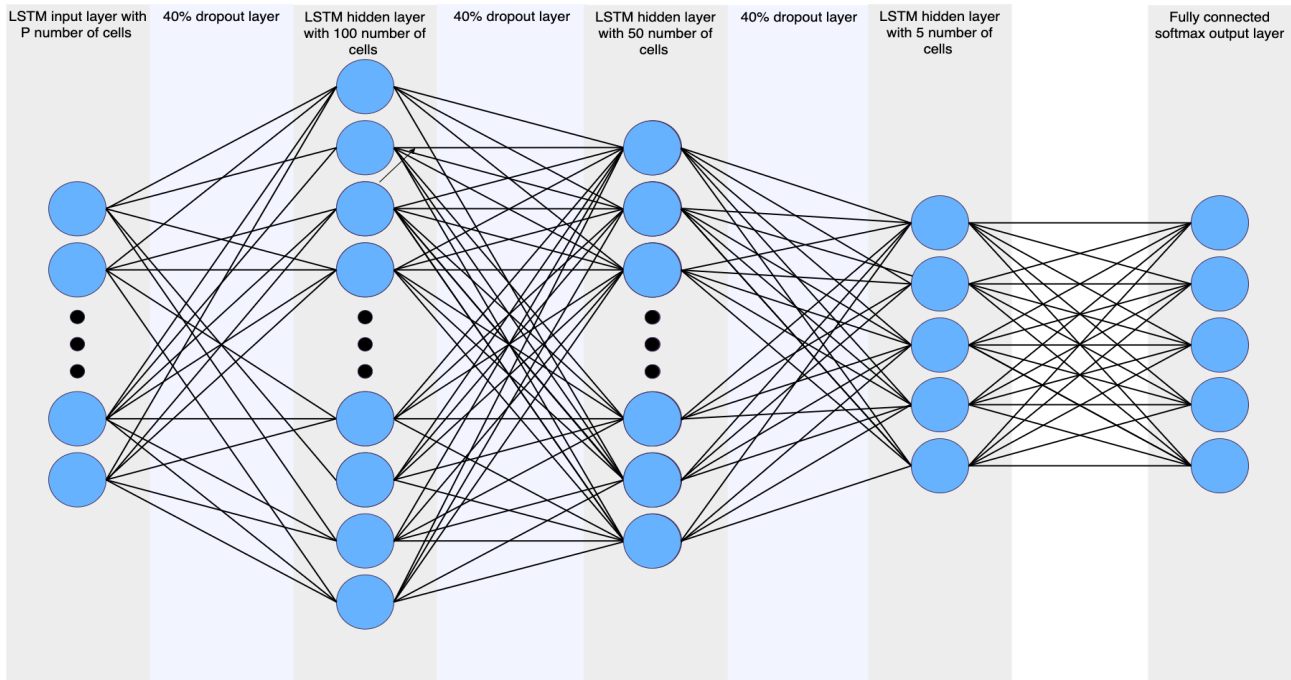 LSTM input layer with
P number of cells
40% dropout layer
LSTM hidden layer
with 100 number of
cells
40% dropout layer
LSTM hidden layer
with 50 number of
cells
40% dropout layer
LSTM hidden layer
with 5 number of
cells
Fully connected
softmax output layer